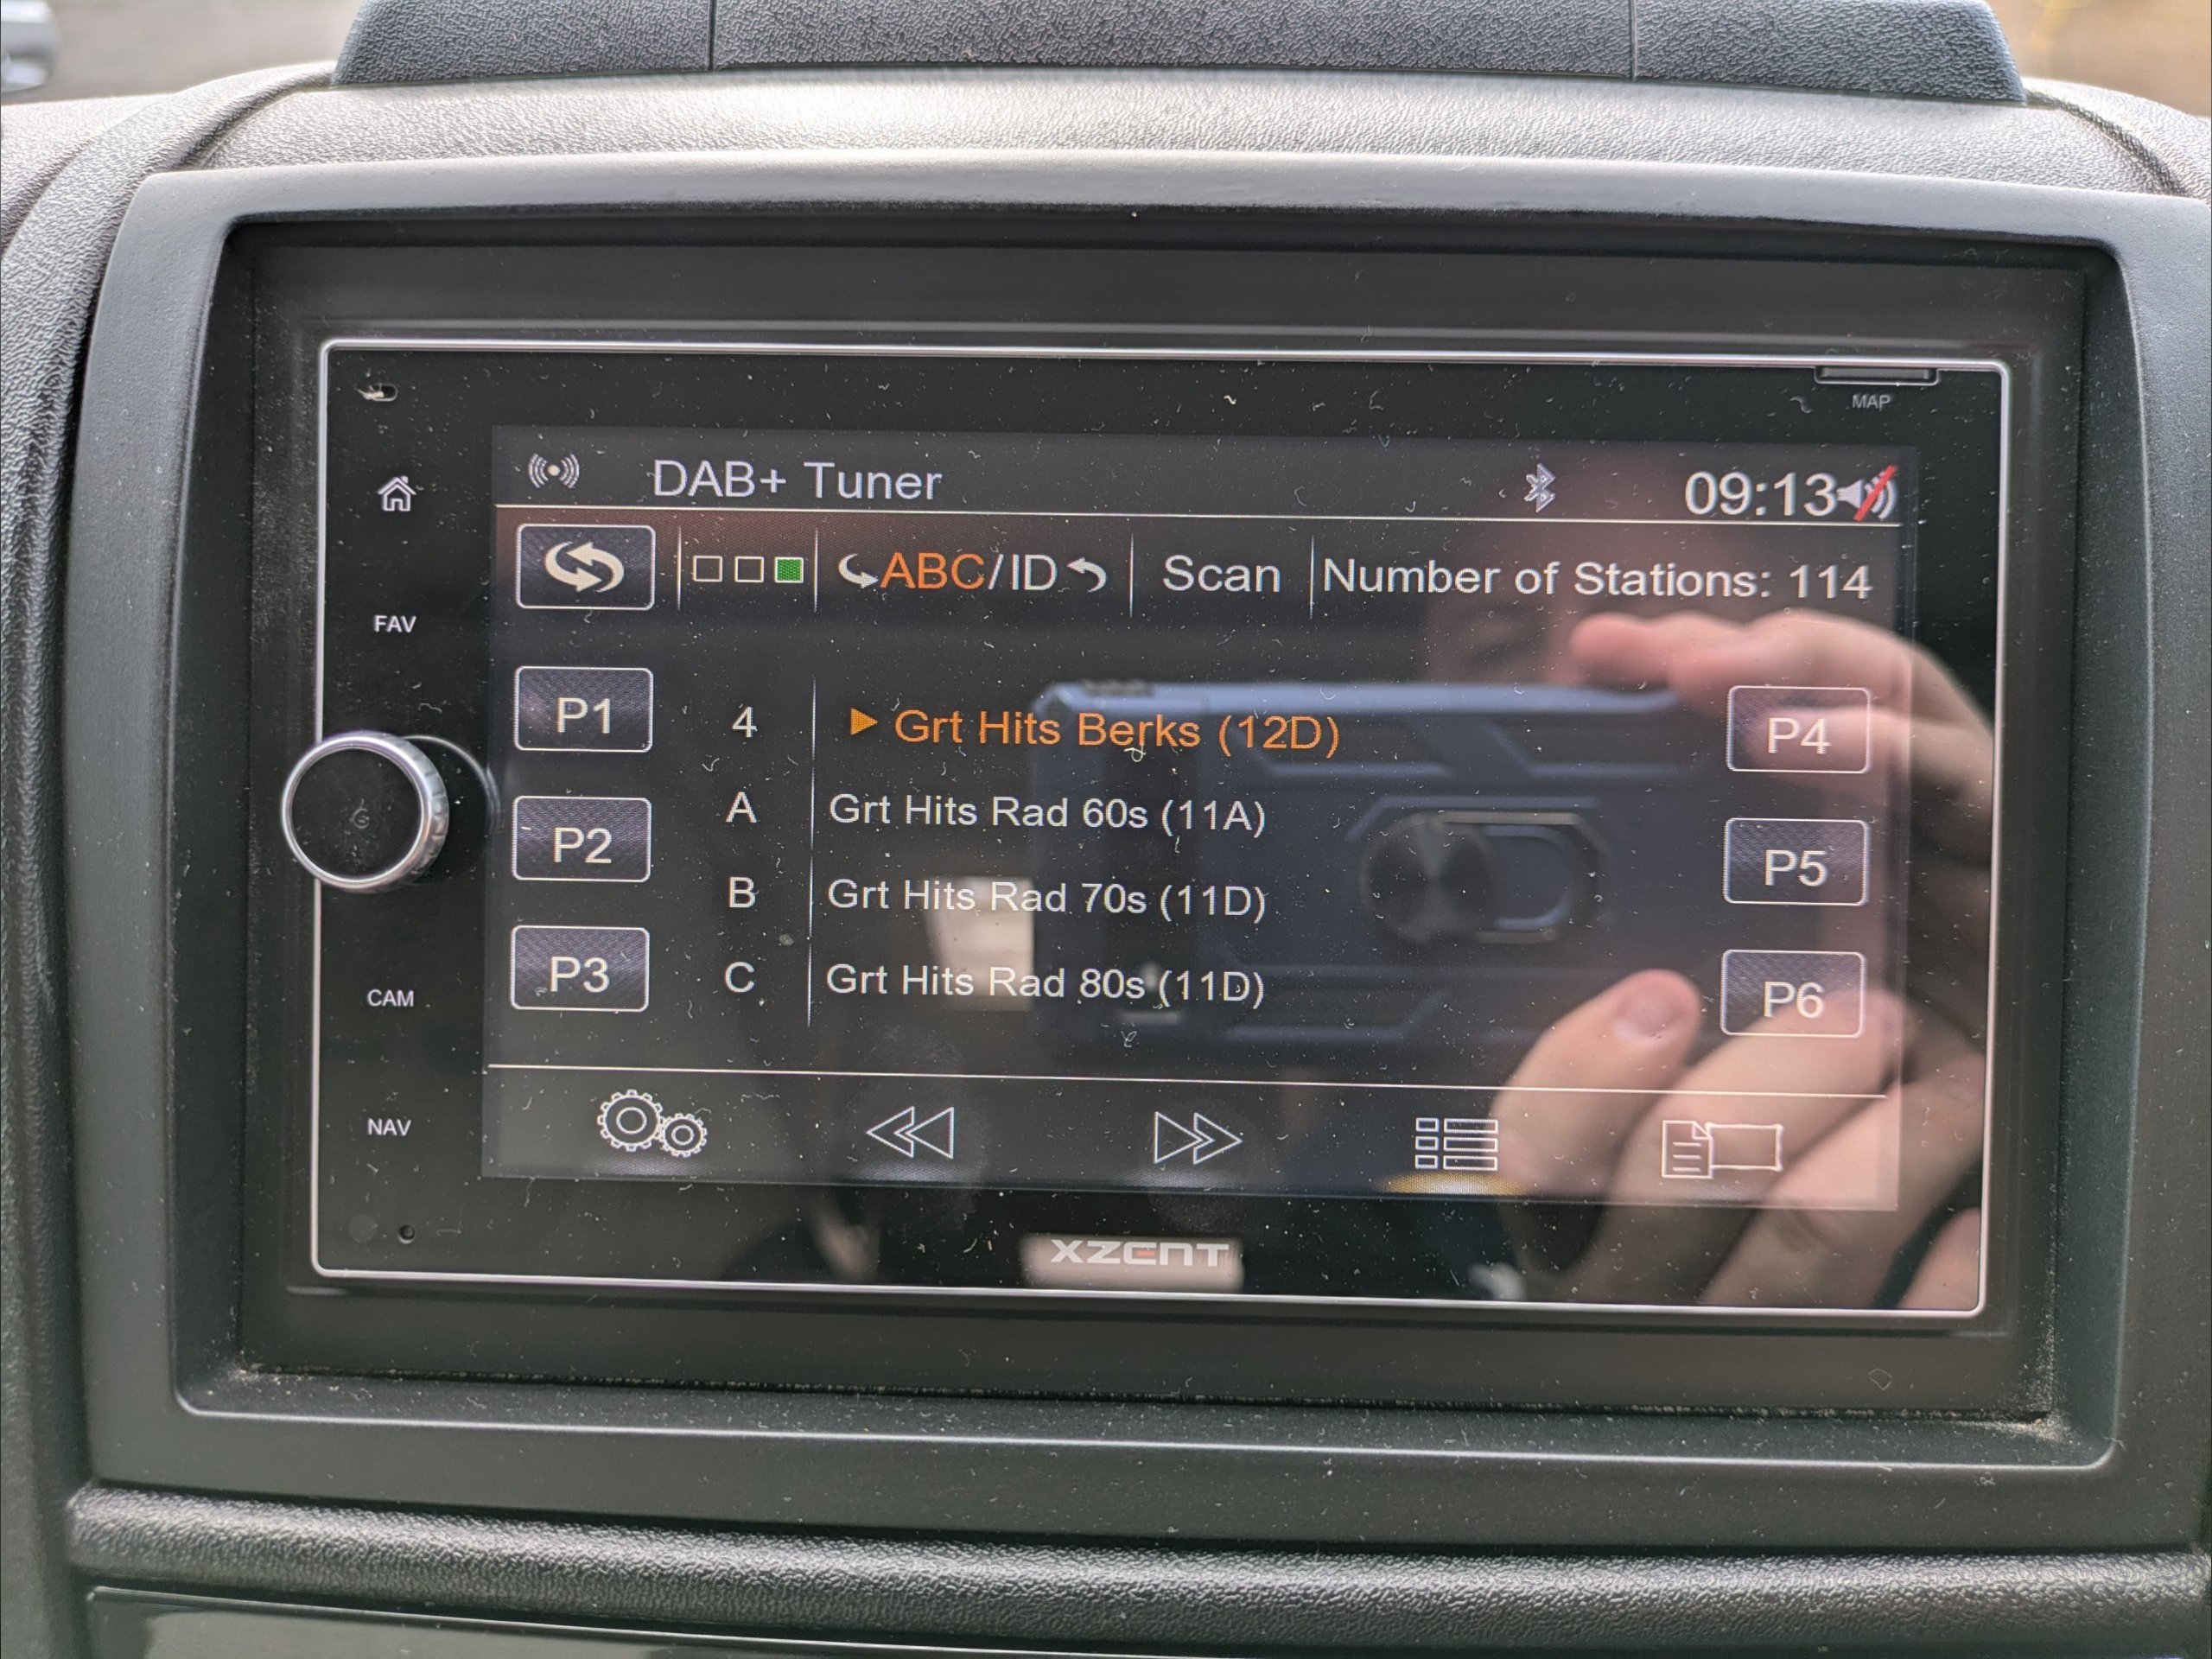 MAP
DAB+ Tuner 09:13
ABC/ID Scan Number of Stations: 114
FAV
P1 4 Grt Hits Berks (12D) P4
A Grt Hits Rad 60s (11A)
P2 B Grt Hits Rad 70s (11D) P5
P3 C Grt Hits Rad 80s (11D) P6
CAM
NAV
XZENT